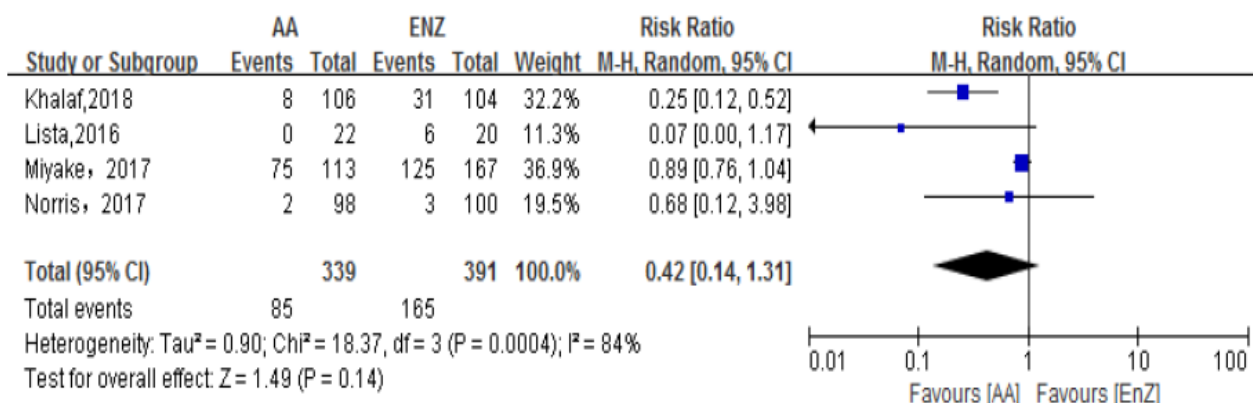 AA ENZ Risk Ratio Risk Ratio
Study or Subgroup Events Total Events Total Weight M-H, Random, 95% CI M-H, Random, 95% CI
Khalaf,2018 8 106 31 104 32.2% 0.25 [0.12, 0.52]
Lista,2016 0 22 6 20 11.3% 0.07 [0.00, 1.17]
Miyake，2017 75 113 125 167 36.9% 0.89 [0.76, 1.04]
Norris，2017 2 98 3 100 19.5% 0.68 [0.12, 3.98]
Total (95% CI) 339 391 100.0% 0.42 [0.14, 1.31]
Total events 85 165
Heterogeneity: Tau² = 0.90; Chi² = 18.37, df = 3 (P = 0.0004); I² = 84%
Test for overall effect: Z = 1.49 (P = 0.14)
0.01 0.1 1 10 100
Favours [AA] Favours [EnZ]